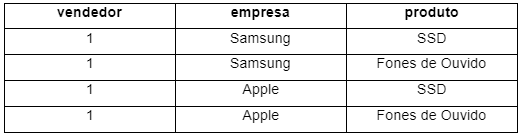 vendedor empresa produto
1 Samsung SSD
1 Samsung Fones de Ouvido
1 Apple SSD
1 Apple Fones de Ouvido